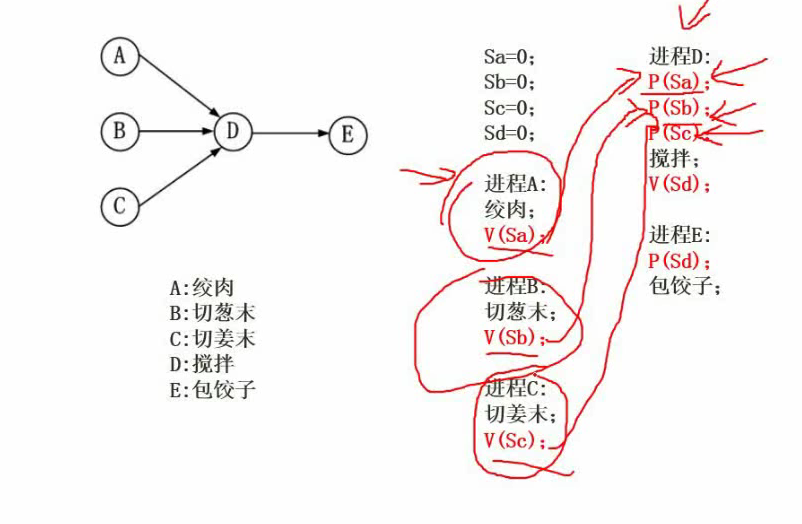 A
B
C
D
E
A:绞肉
B:切葱末
C:切姜末
D:搅拌
E:包饺子
Sa=0;
Sb=0;
Sc=0;
Sd=0;
进程A:
绞肉;
V(Sa);
进程B:
切葱末;
V(Sb);
进程C:
切姜末;
V(Sc);
进程D:
P(Sa);
P(Sb);
P(Sc);
搅拌;
V(Sd);
进程E:
P(Sd);
包饺子;